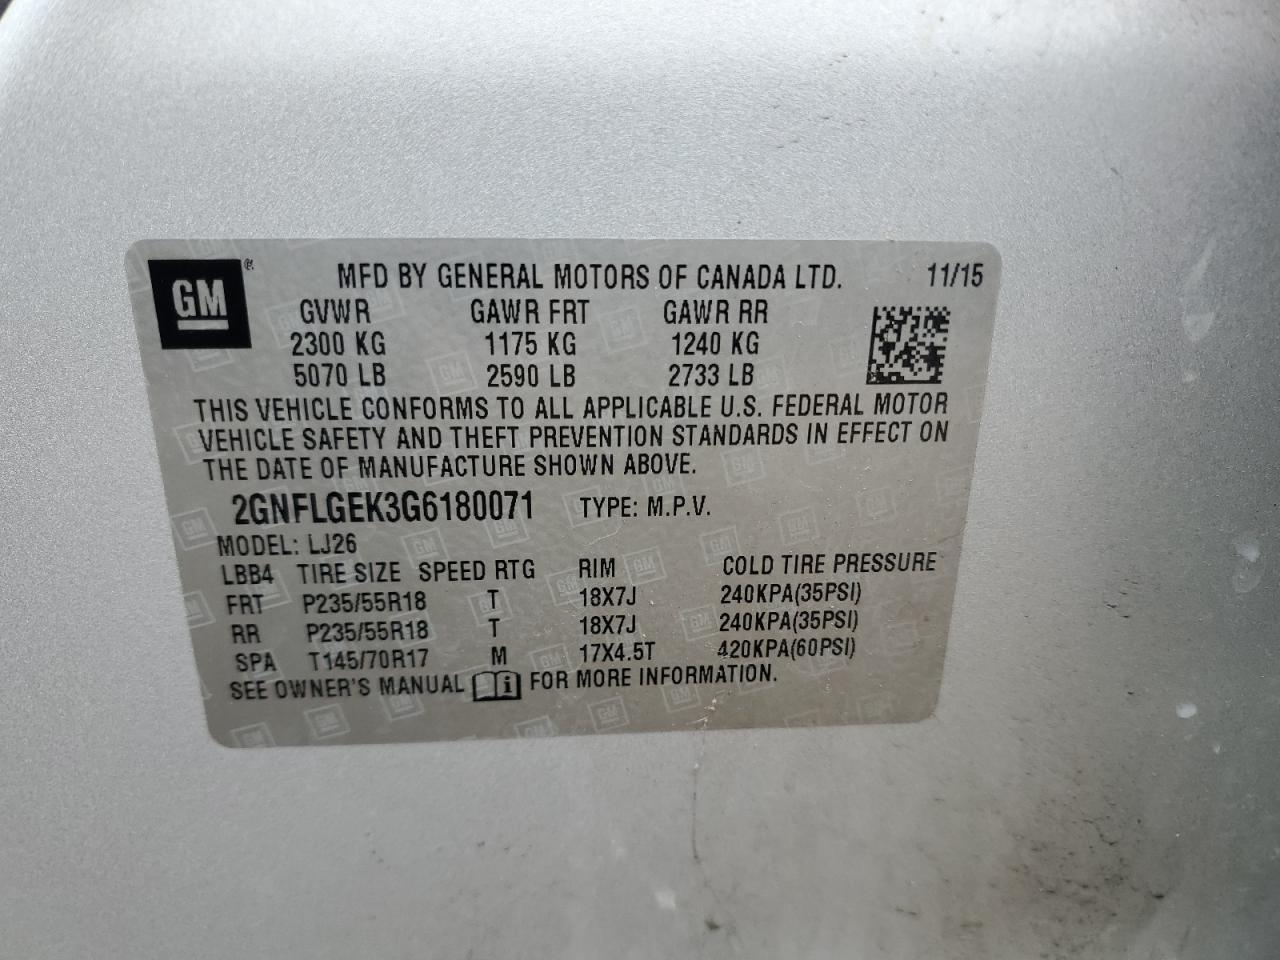 GM ® MFD BY GENERAL MOTORS OF CANADA LTD. 11/15
GVWR GAWR FRT GAWR RR
2300 KG 1175 KG 1240 KG
5070 LB 2590 LB 2733 LB
THIS VEHICLE CONFORMS TO ALL APPLICABLE U.S. FEDERAL MOTOR
VEHICLE SAFETY AND THEFT PREVENTION STANDARDS IN EFFECT ON
THE DATE OF MANUFACTURE SHOWN ABOVE.
2GNFLGEK3G6180071 TYPE: M.P.V.
MODEL: LJ26
LBB4 TIRE SIZE SPEED RTG RIM COLD TIRE PRESSURE
FRT P235/55R18 T 18X7J 240KPA(35PSI)
RR P235/55R18 T 18X7J 240KPA(35PSI)
SPA T145/70R17 M 17X4.5T 420KPA(60PSI)
SEE OWNER'S MANUAL i FOR MORE INFORMATION.